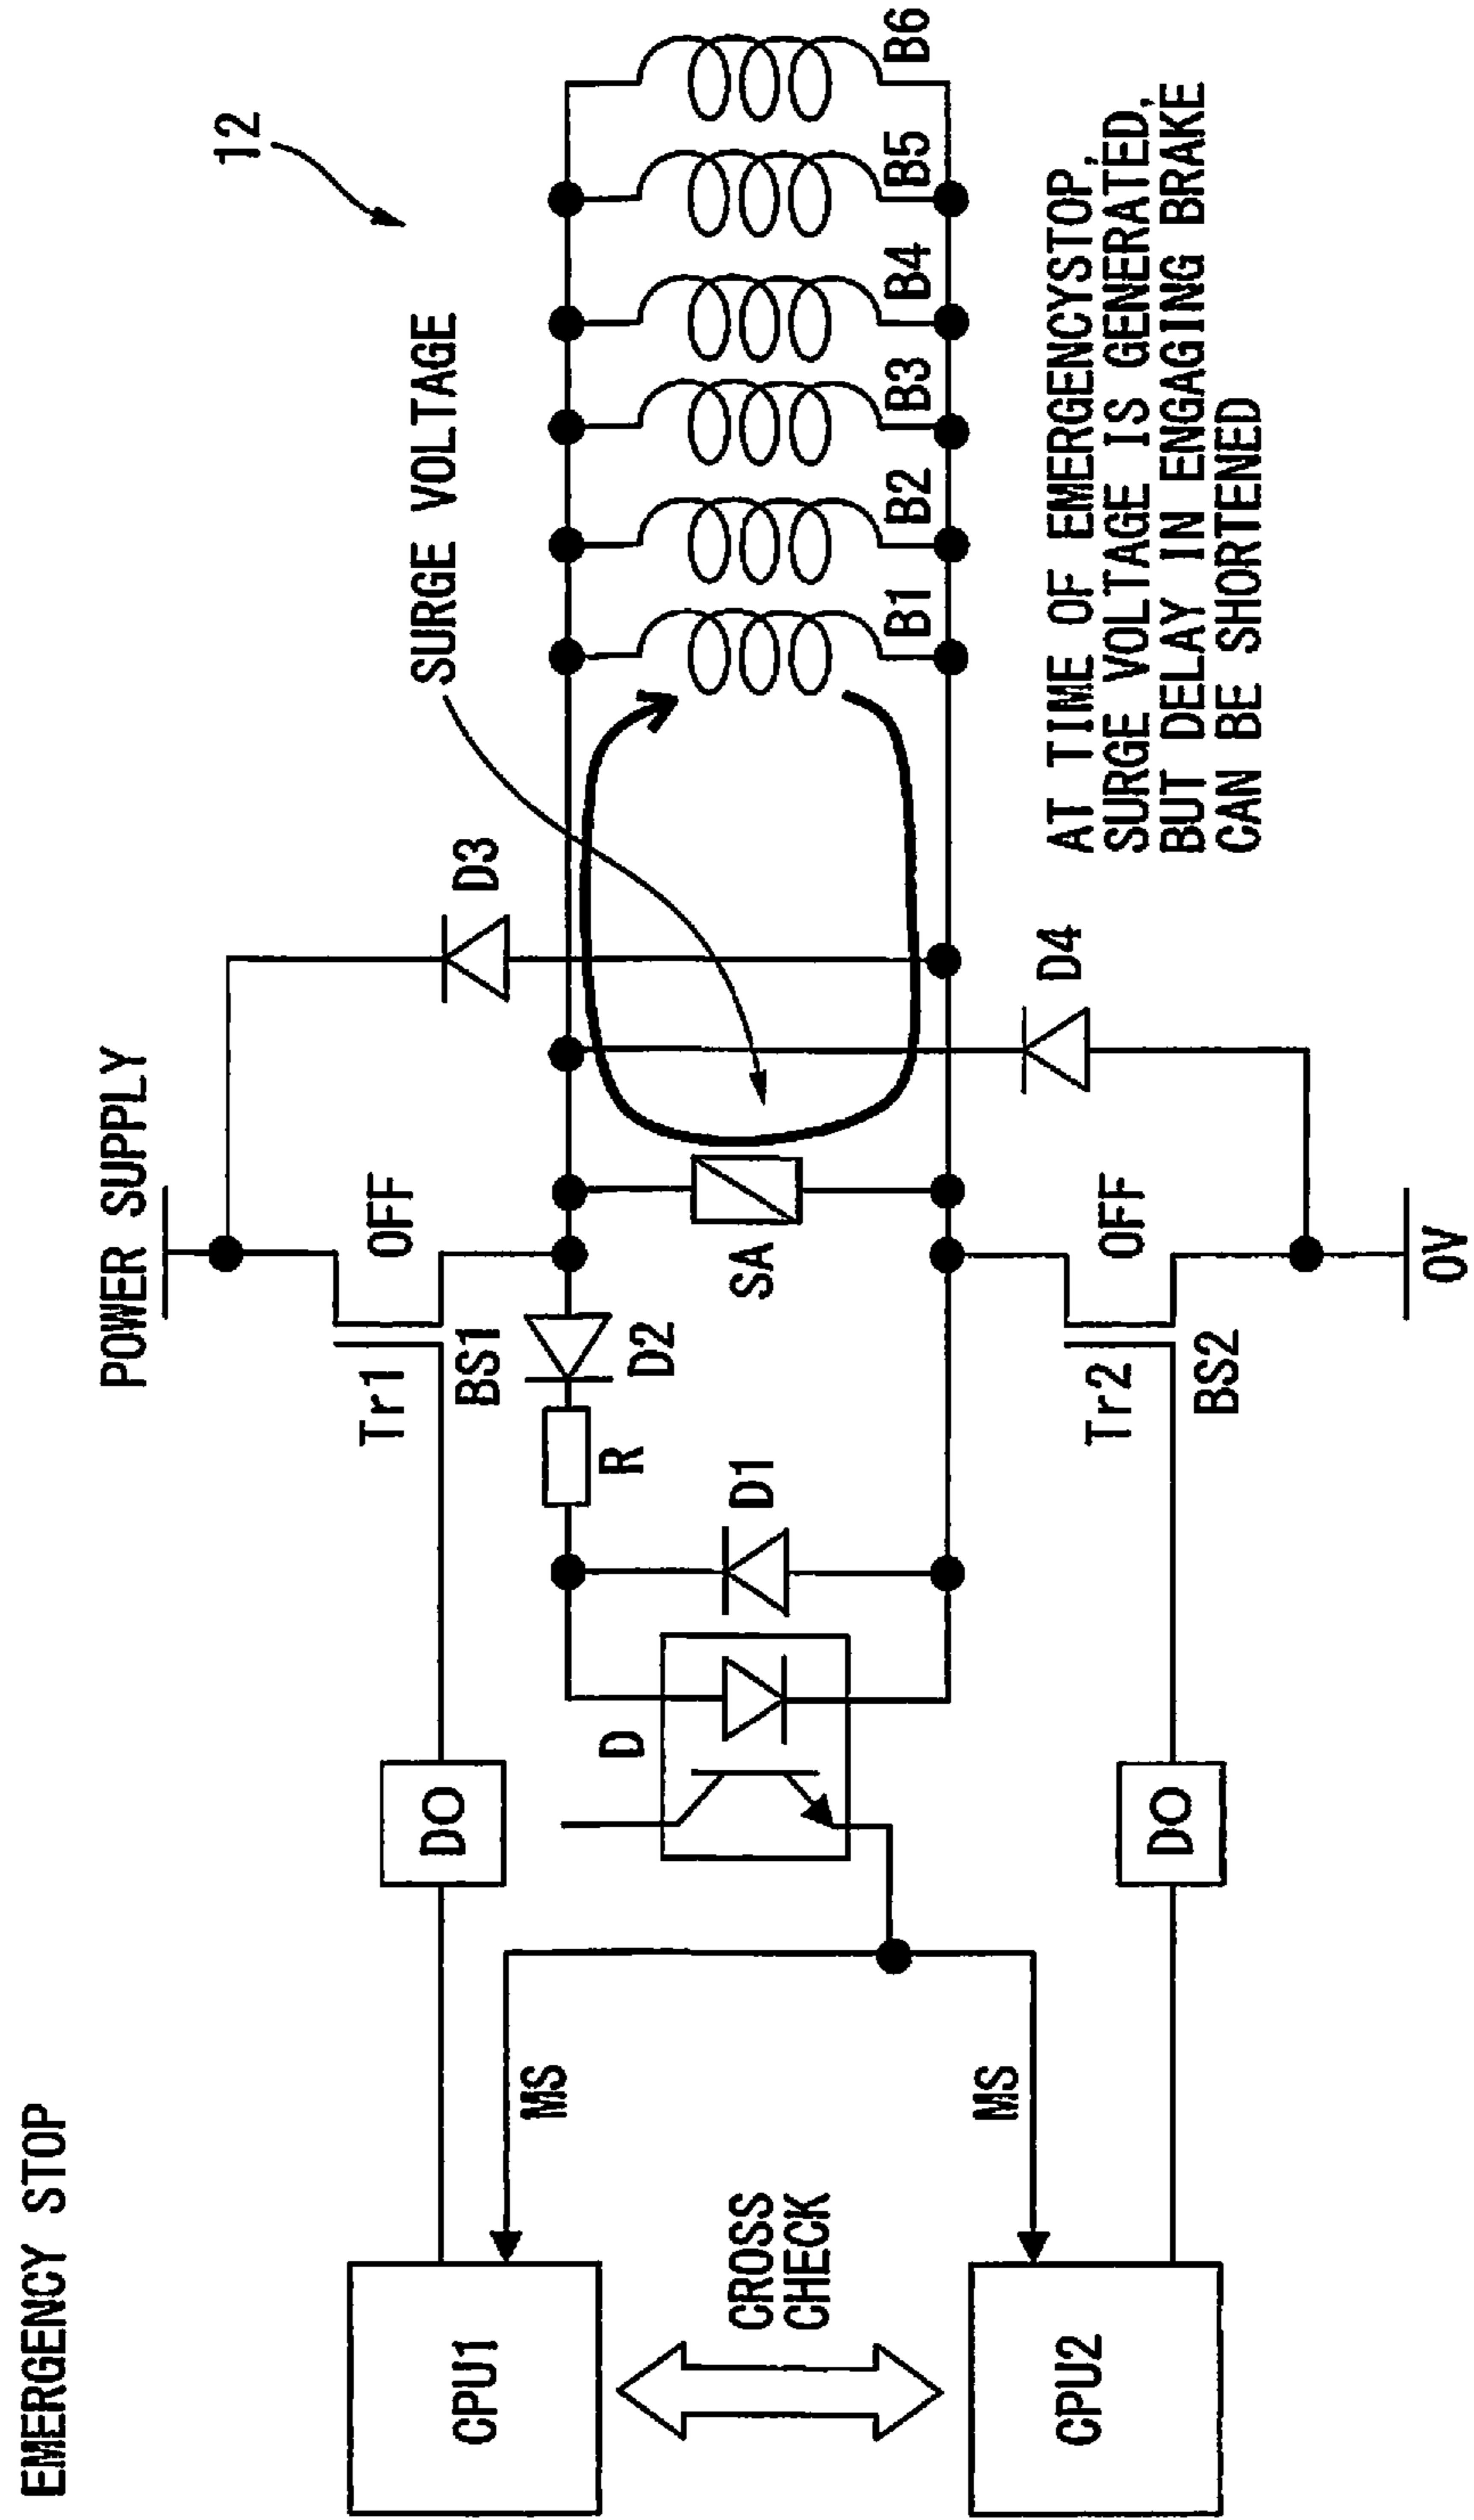 EMERGENCY STOP
POWER SUPPLY
12
SURGE VOLTAGE
D3
OFF
Tr1
BS1
DO
MS
CPU1
D
R
D2
D1
SA
B1
B2
B3
B4
B5
B6
CROSS
CHECK
MS
CPU2
DO
Tr2
BS2
OFF
D4
0V
AT TIME OF EMERGENCYSTOP,
SURGE VOLTAGE IS GENERATED,
BUT DELAY IN ENGAGING BRAKE
CAN BE SHORTENED